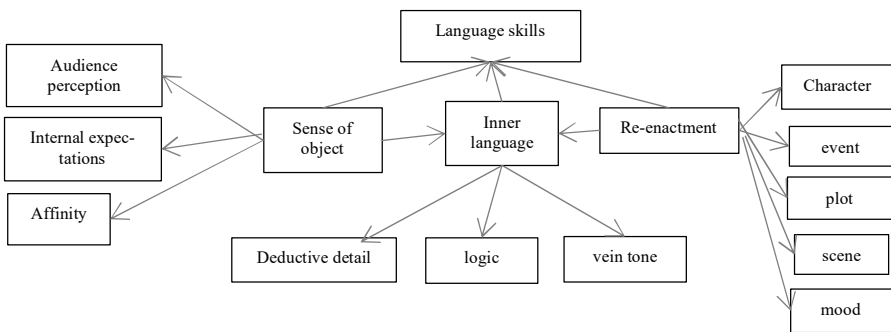 Language skills
Audience
perception
Internal expec-
tations
Affinity
Sense of
object
Inner
language
Re-enactment
Character
event
plot
scene
mood
Deductive detail
logic
vein tone